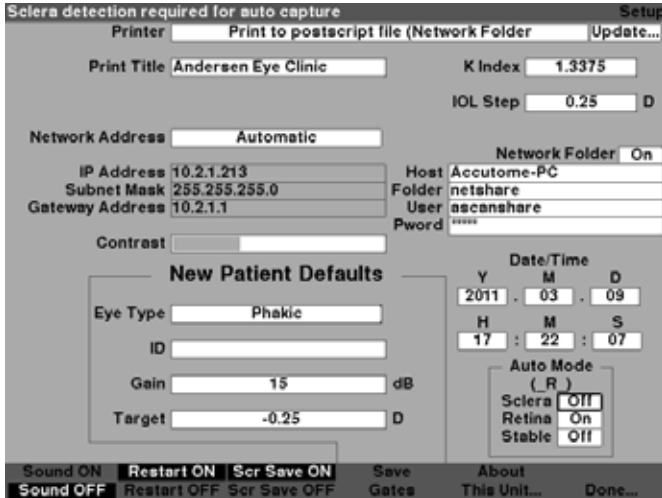 Sclera detection required for auto capture Setup
Printer Print to postscript file (Network Folder Update...
Print Title Andersen Eye Clinic K Index 1.3375
IOL Step 0.25 D
Network Address Automatic
Network Folder On
IP Address 10.2.1.213 Host Accutome-PC
Subnet Mask 255.255.255.0 Folder netshare
Gateway Address 10.2.1.1 User ascanshare
Pword *****
Contrast
Date/Time
New Patient Defaults Y M D
2011 . 03 . 09
Eye Type Phakic H M S
17 : 22 : 07
ID
Auto Mode
(_R_)
Gain 15 dB Sclera Off
Retina On
Target -0.25 D Stable Off
Sound ON Restart ON Scr Save ON Save About
Sound OFF Restart OFF Scr Save OFF Gates This Unit... Done...